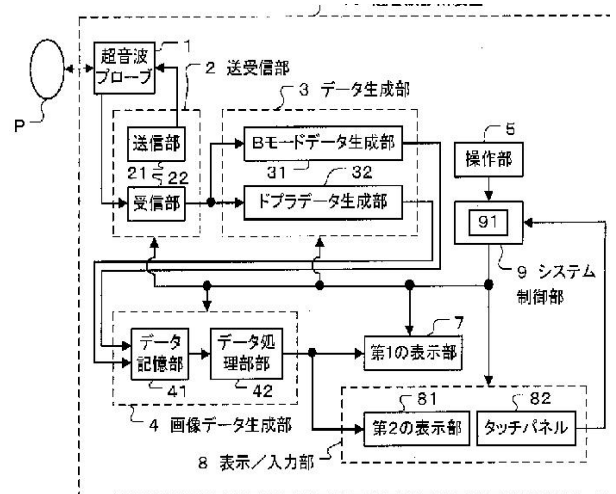 1
超音波
プローブ
P
2 送受信部
3 データ生成部
送信部
21
22
受信部
Bモードデータ生成部
31
32
ドプラデータ生成部
5
操作部
91
9 システム
制御部
データ
記憶部
41
データ処
理部部
42
4 画像データ生成部
7
第1の表示部
81
第2の表示部
82
タッチパネル
8 表示/入力部